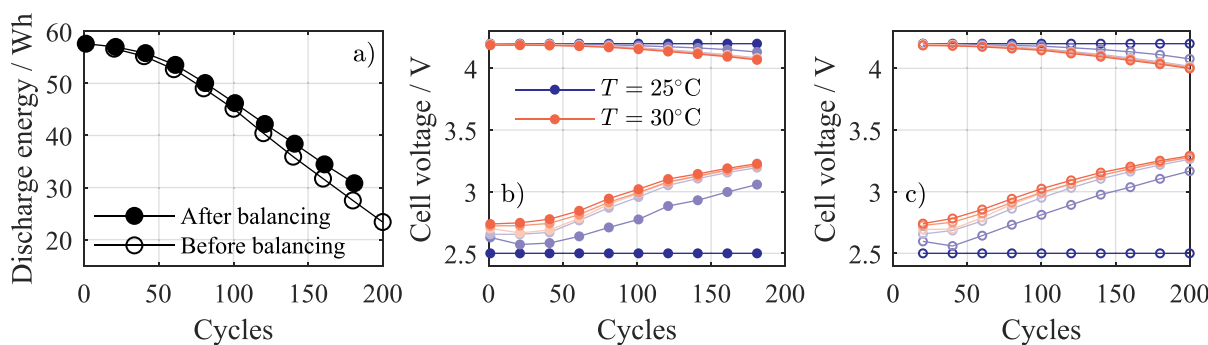 Discharge energy / Wh
60
50
40
30
20
a)
After balancing
Before balancing
0 50 100 150 200
Cycles
Cell voltage / V
4
3.5
3
2.5
T = 25°C
T = 30°C
b)
0 50 100 150 200
Cycles
Cell voltage / V
4
3.5
3
2.5
c)
0 50 100 150 200
Cycles